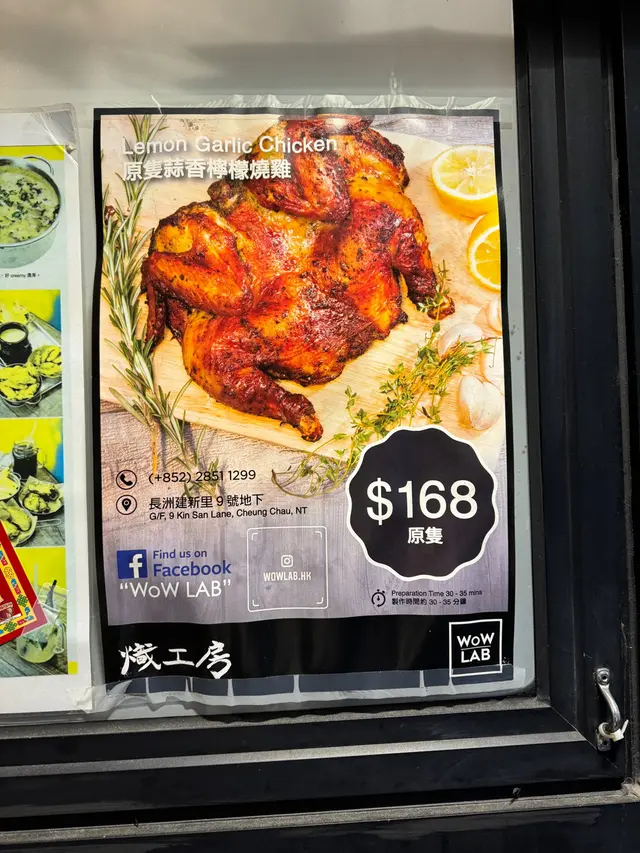 Lemon Garlic Chicken
原隻蒜香檸檬燒雞
(+852) 2851 1299
長洲建新里 9 號地下
G/F, 9 Kin San Lane, Cheung Chau, NT
$168
原隻
Find us on
Facebook
"WoW LAB"
WOWLAB.HK
Preparation Time 30 - 35 mins
製作時間約 30 - 35 分鐘
熾工房
WoW
LAB